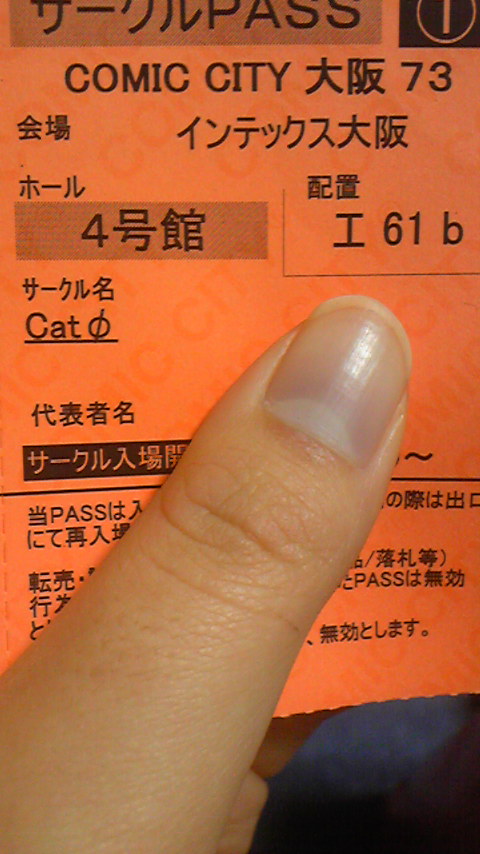 サークルPASS ①
COMIC CITY 大阪 73
会場 インテックス大阪
ホール 配置
4号館 エ 61 b
サークル名
Catφ
代表者名
サークル入場開 〜
当PASSは入 の際は出口
にて再入場
/落札等）
転売・ PASSは無効
行為
と 、無効とします。